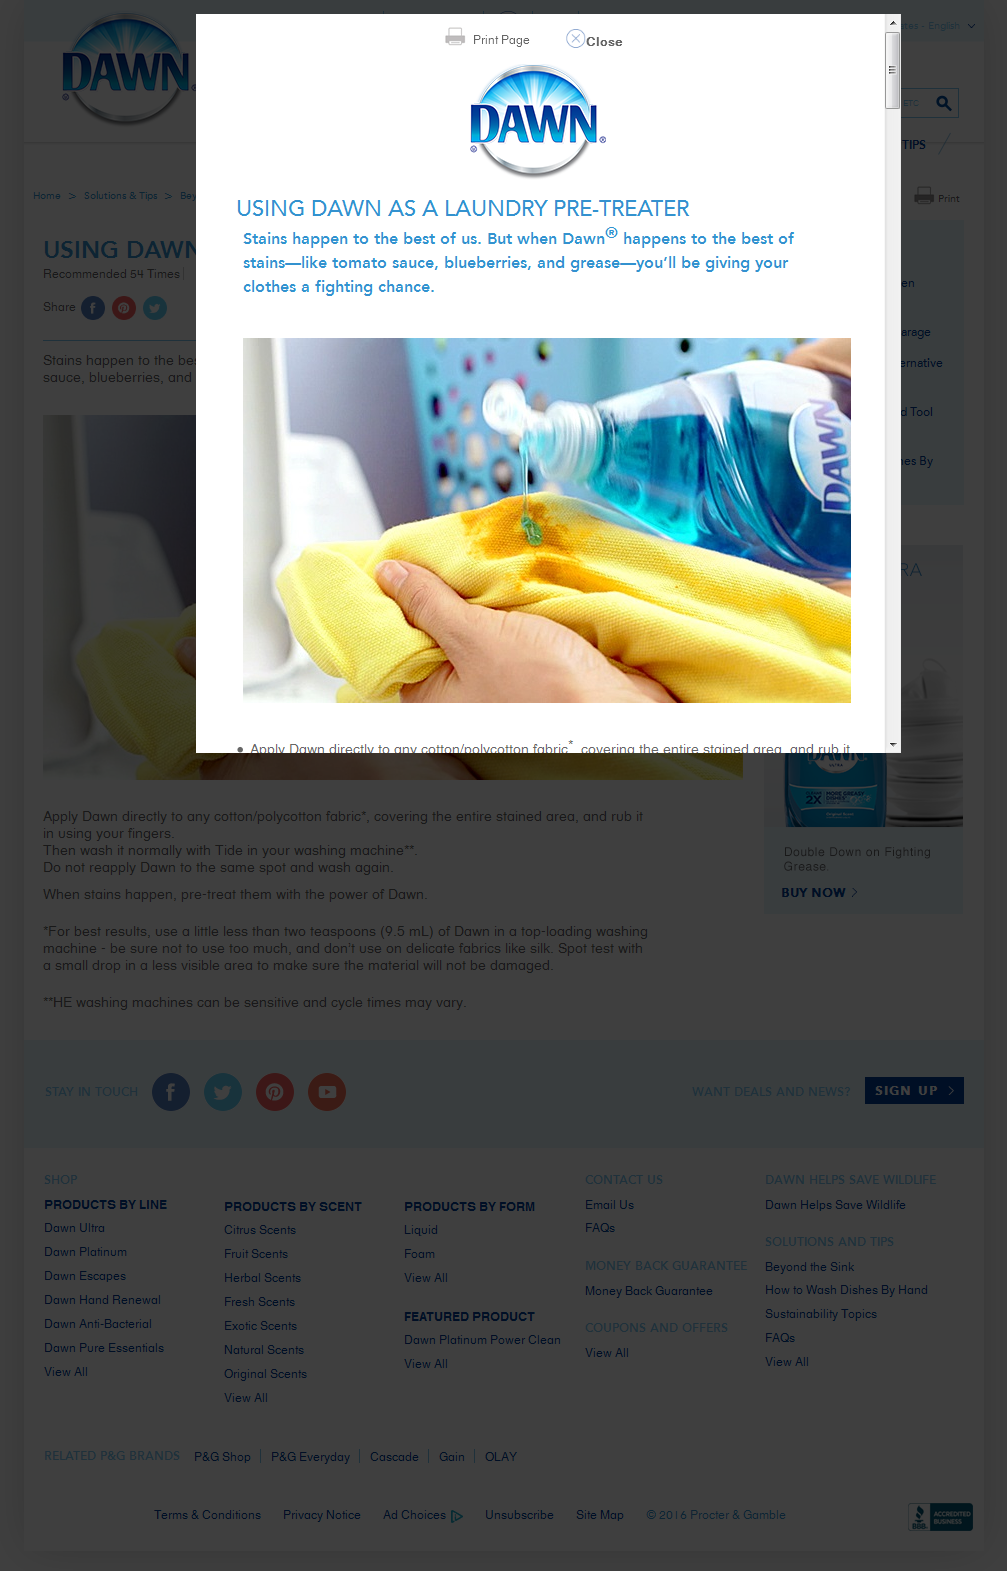 DAWN
Print Page
Close
English
DAWN
TIPS
Home > Solutions & Tips >
Print
USING DAWN AS A LAUNDRY PRE-TREATER
Stains happen to the best of us. But when Dawn® happens to the best of
stains—like tomato sauce, blueberries, and grease—you'll be giving your
clothes a fighting chance.
USING DAWN
Recommended 54 Times
Share
Stains happen to the
sauce, blueberries, and
DAWN
Tool
By
• Apply Dawn directly to any cotton/polycotton fabric*, covering the entire stained area, and rub it
DAWN
ULTRA
2X MORE GREASY
DISHES
Apply Dawn directly to any cotton/polycotton fabric*, covering the entire stained area, and rub it
in using your fingers.
Then wash it normally with Tide in your washing machine**.
Do not reapply Dawn to the same spot and wash again.
When stains happen, pre-treat them with the power of Dawn.
*For best results, use a little less than two teaspoons (9.5 mL) of Dawn in a top-loading washing
machine - be sure not to use too much, and don't use on delicate fabrics like silk. Spot test with
a small drop in a less visible area to make sure the material will not be damaged.
**HE washing machines can be sensitive and cycle times may vary.
Double Down on Fighting
Grease.
BUY NOW >
STAY IN TOUCH
WANT DEALS AND NEWS?
SIGN UP >
SHOP
PRODUCTS BY LINE
Dawn Ultra
Dawn Platinum
Dawn Escapes
Dawn Hand Renewal
Dawn Anti-Bacterial
Dawn Pure Essentials
View All
PRODUCTS BY SCENT
Citrus Scents
Fruit Scents
Herbal Scents
Fresh Scents
Exotic Scents
Natural Scents
Original Scents
View All
PRODUCTS BY FORM
Liquid
Foam
View All
FEATURED PRODUCT
Dawn Platinum Power Clean
View All
CONTACT US
Email Us
FAQs
MONEY BACK GUARANTEE
Money Back Guarantee
COUPONS AND OFFERS
View All
DAWN HELPS SAVE WILDLIFE
Dawn Helps Save Wildlife
SOLUTIONS AND TIPS
Beyond the Sink
How to Wash Dishes By Hand
Sustainability Topics
FAQs
View All
RELATED P&G BRANDS P&G Shop | P&G Everyday | Cascade | Gain | OLAY
Terms & Conditions Privacy Notice Ad Choices Unsubscribe Site Map © 2016 Procter & Gamble
BBB ACCREDITED
BUSINESS